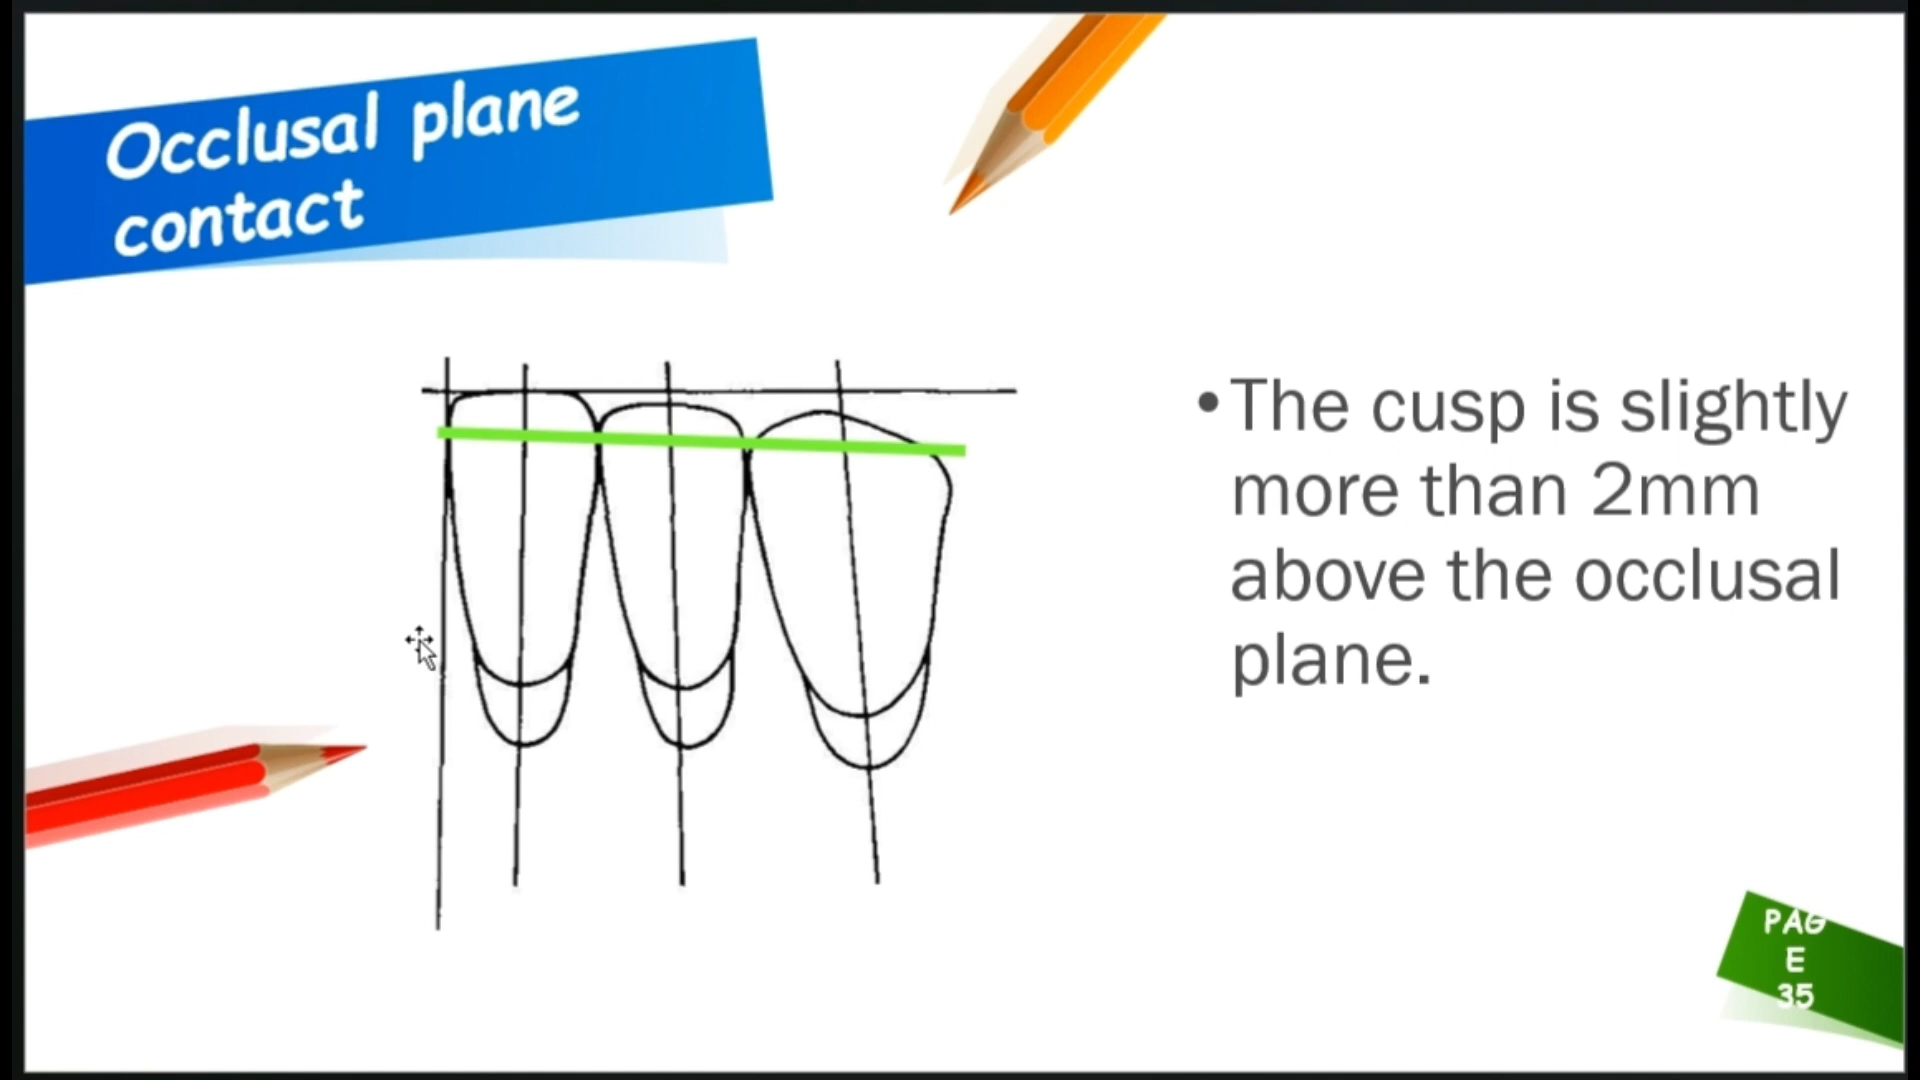 Occlusal plane
contact
•The cusp is slightly
more than 2mm
above the occlusal
plane.
PAG
E
35